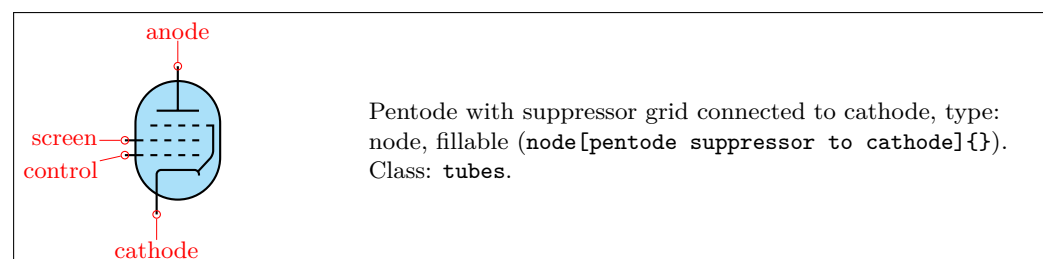 anode
screen
control
cathode
Pentode with suppressor grid connected to cathode, type:
node, fillable (node[pentode suppressor to cathode]{}).
Class: tubes.